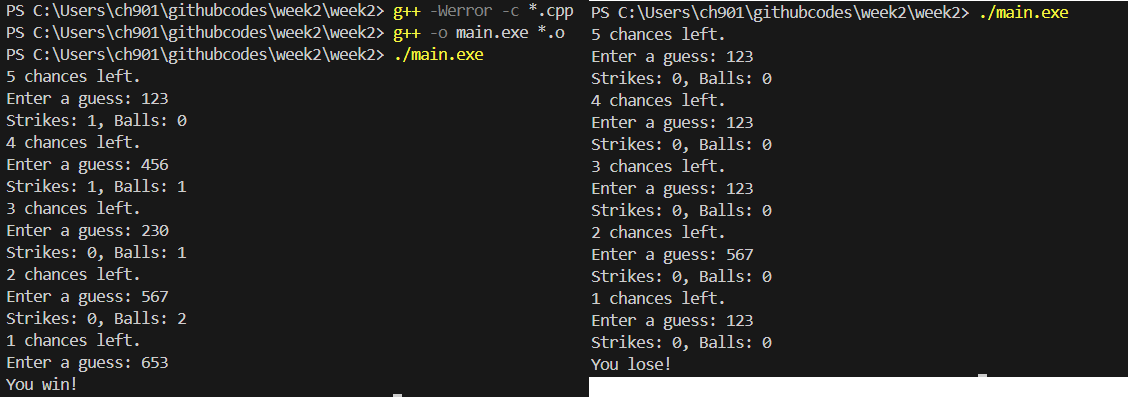 PS C:\Users\ch901\githubcodes\week2\week2> g++ -Werror -c *.cpp
PS C:\Users\ch901\githubcodes\week2\week2> g++ -o main.exe *.o
PS C:\Users\ch901\githubcodes\week2\week2> ./main.exe
5 chances left.
Enter a guess: 123
Strikes: 1, Balls: 0
4 chances left.
Enter a guess: 456
Strikes: 1, Balls: 1
3 chances left.
Enter a guess: 230
Strikes: 0, Balls: 1
2 chances left.
Enter a guess: 567
Strikes: 0, Balls: 2
1 chances left.
Enter a guess: 653
You win!
PS C:\Users\ch901\githubcodes\week2\week2> ./main.exe
5 chances left.
Enter a guess: 123
Strikes: 0, Balls: 0
4 chances left.
Enter a guess: 123
Strikes: 0, Balls: 0
3 chances left.
Enter a guess: 123
Strikes: 0, Balls: 0
2 chances left.
Enter a guess: 567
Strikes: 0, Balls: 0
1 chances left.
Enter a guess: 123
Strikes: 0, Balls: 0
You lose!